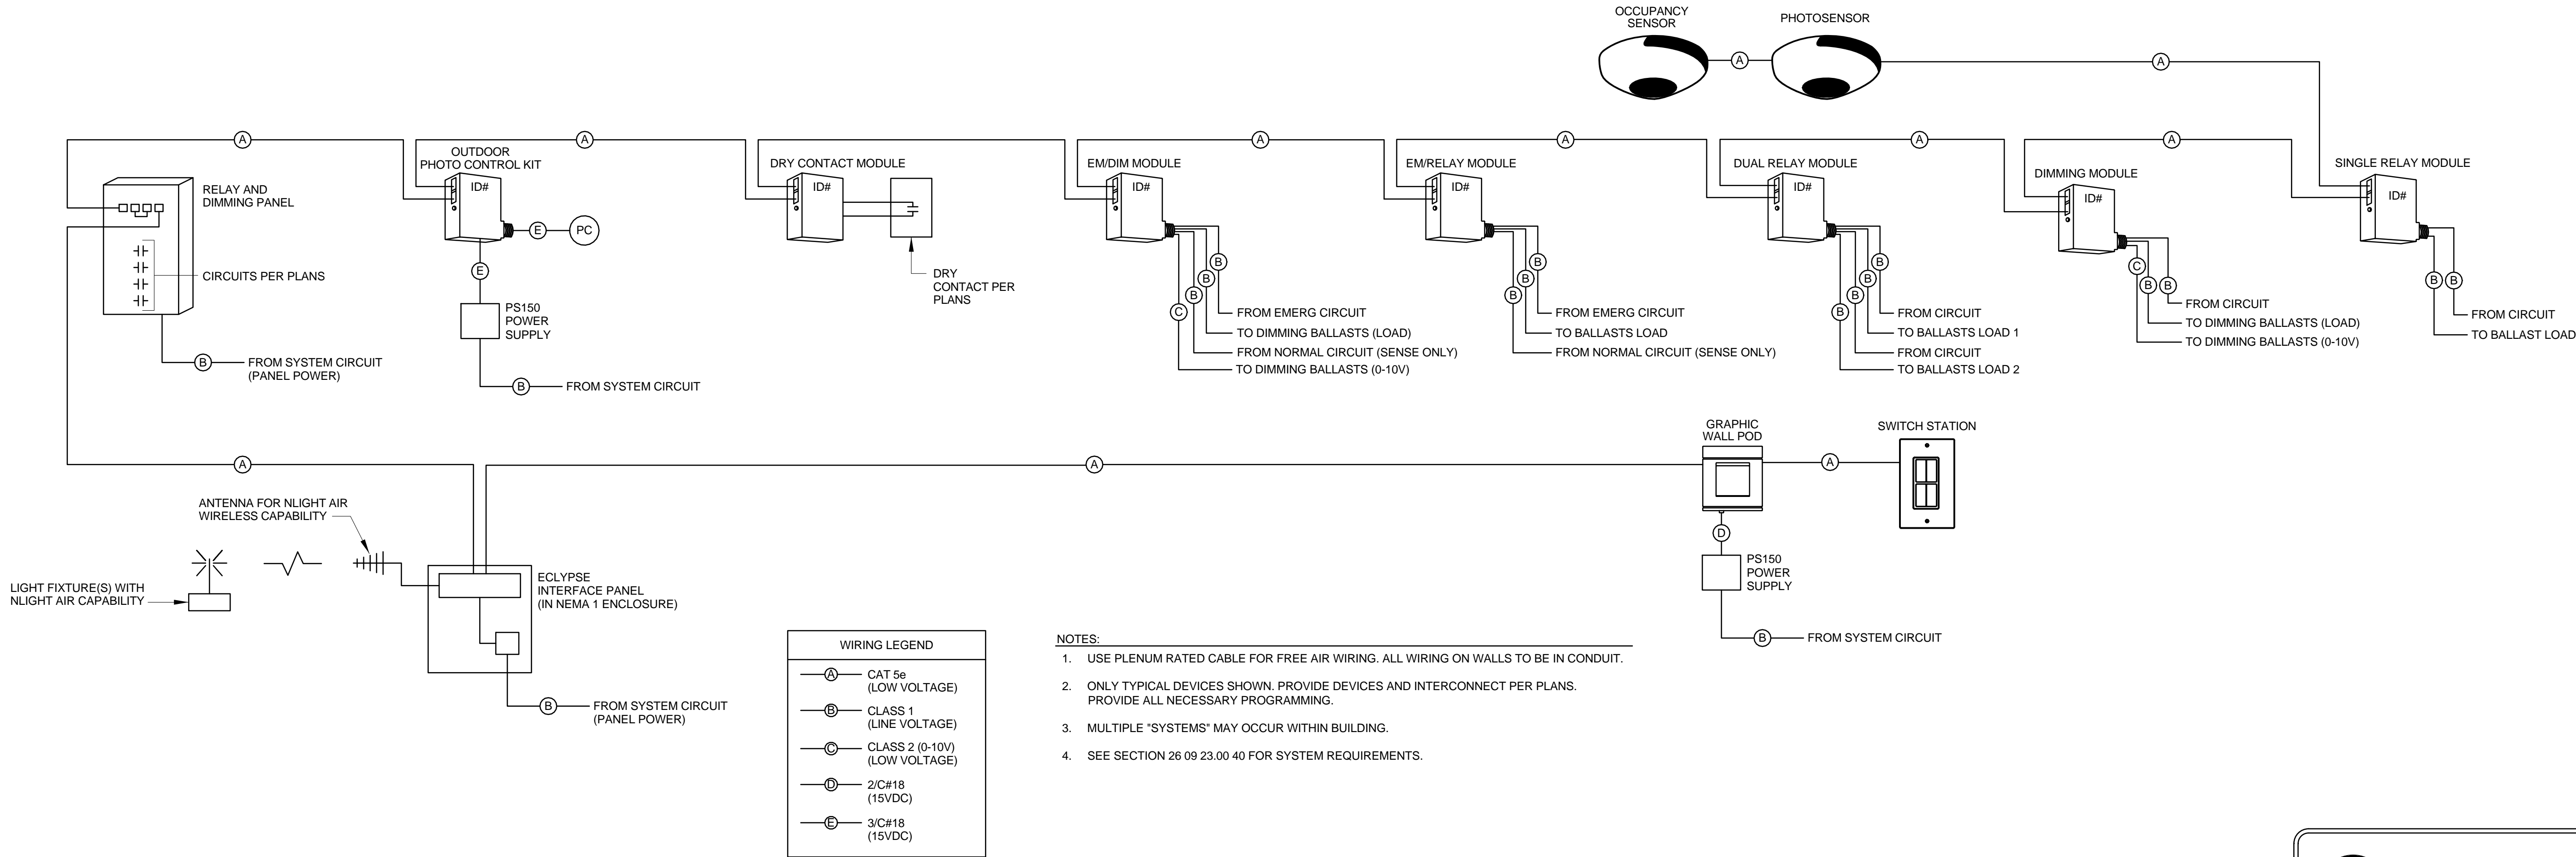 OCCUPANCY
SENSOR
PHOTOSENSOR
A
A
A
A
A
A
A
A
OUTDOOR
PHOTO CONTROL KIT
DRY CONTACT MODULE
EM/DIM MODULE
EM/RELAY MODULE
DUAL RELAY MODULE
DIMMING MODULE
SINGLE RELAY MODULE
RELAY AND
DIMMING PANEL
ID#
ID#
ID#
ID#
ID#
ID#
ID#
E
PC
CIRCUITS PER PLANS
E
PS150
POWER
SUPPLY
DRY
CONTACT PER
PLANS
B
FROM SYSTEM CIRCUIT
(PANEL POWER)
B
FROM SYSTEM CIRCUIT
B
B
B
C
FROM EMERG CIRCUIT
TO DIMMING BALLASTS (LOAD)
FROM NORMAL CIRCUIT (SENSE ONLY)
TO DIMMING BALLASTS (0-10V)
B
B
B
FROM EMERG CIRCUIT
TO BALLASTS LOAD
FROM NORMAL CIRCUIT (SENSE ONLY)
B
B
B
B
FROM CIRCUIT
TO BALLASTS LOAD 1
FROM CIRCUIT
TO BALLASTS LOAD 2
C
B
B
FROM CIRCUIT
TO DIMMING BALLASTS (LOAD)
TO DIMMING BALLASTS (0-10V)
B
B
FROM CIRCUIT
TO BALLAST LOAD
A
A
GRAPHIC
WALL POD
A
SWITCH STATION
D
PS150
POWER
SUPPLY
B
FROM SYSTEM CIRCUIT
ANTENNA FOR NLIGHT AIR
WIRELESS CAPABILITY
LIGHT FIXTURE(S) WITH
NLIGHT AIR CAPABILITY
ECLYPSE
INTERFACE PANEL
(IN NEMA 1 ENCLOSURE)
B
FROM SYSTEM CIRCUIT
(PANEL POWER)
WIRING LEGEND
A CAT 5e
(LOW VOLTAGE)
B CLASS 1
(LINE VOLTAGE)
C CLASS 2 (0-10V)
(LOW VOLTAGE)
D 2/C#18
(15VDC)
E 3/C#18
(15VDC)
NOTES:
1. USE PLENUM RATED CABLE FOR FREE AIR WIRING. ALL WIRING ON WALLS TO BE IN CONDUIT.
2. ONLY TYPICAL DEVICES SHOWN. PROVIDE DEVICES AND INTERCONNECT PER PLANS.
PROVIDE ALL NECESSARY PROGRAMMING.
3. MULTIPLE "SYSTEMS" MAY OCCUR WITHIN BUILDING.
4. SEE SECTION 26 09 23.00 40 FOR SYSTEM REQUIREMENTS.